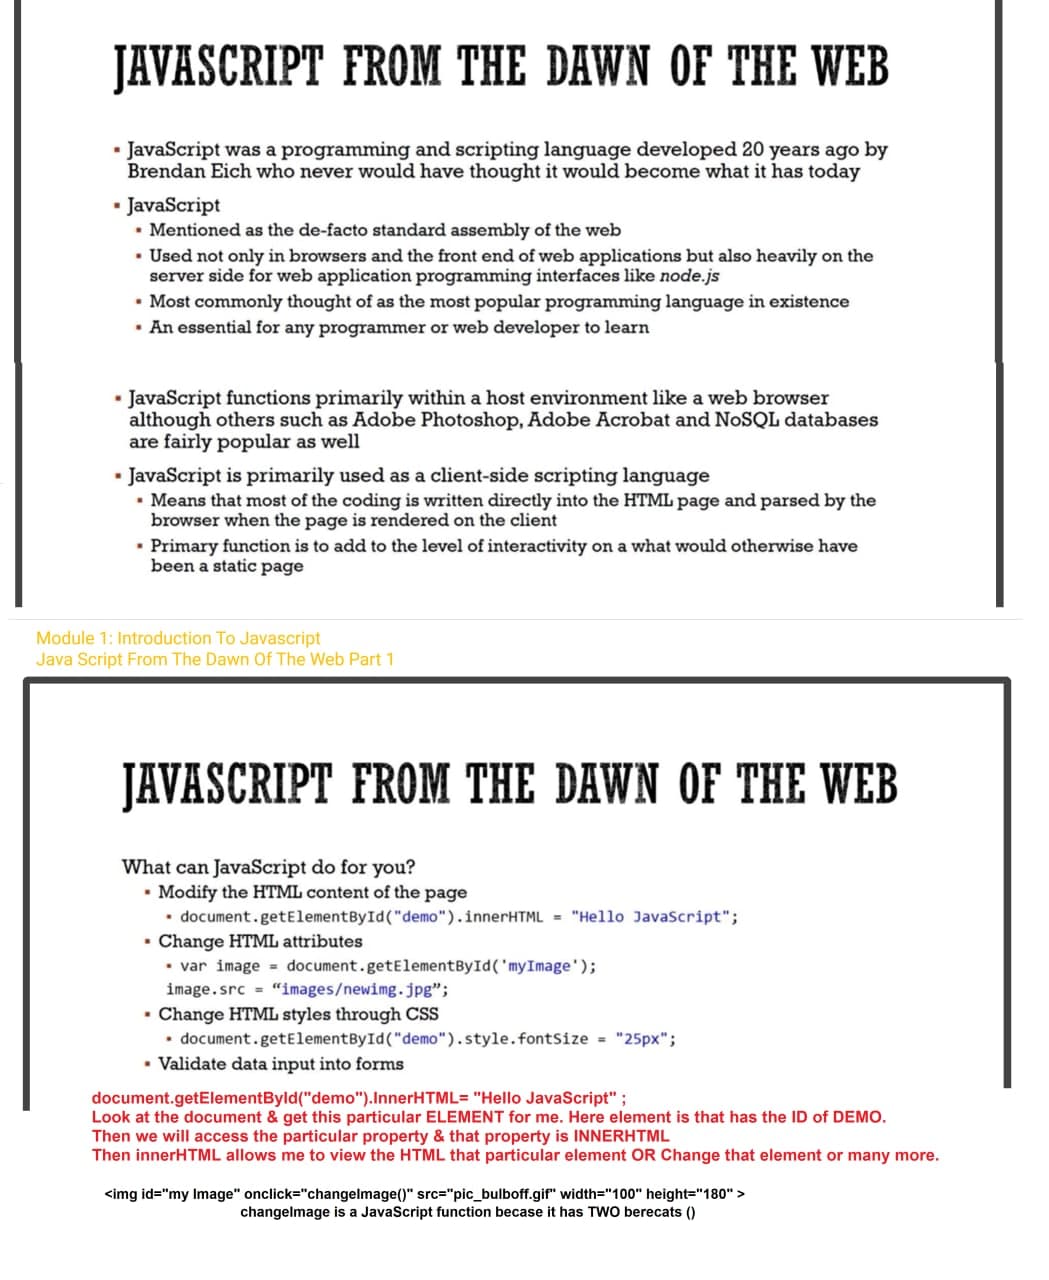 JAVASCRIPT FROM THE DAWN OF THE WEB
▪ JavaScript was a programming and scripting language developed 20 years ago by
Brendan Eich who never would have thought it would become what it has today
▪ JavaScript
▪ Mentioned as the de-facto standard assembly of the web
▪ Used not only in browsers and the front end of web applications but also heavily on the
server side for web application programming interfaces like node.js
▪ Most commonly thought of as the most popular programming language in existence
▪ An essential for any programmer or web developer to learn
▪ JavaScript functions primarily within a host environment like a web browser
although others such as Adobe Photoshop, Adobe Acrobat and NoSQL databases
are fairly popular as well
▪ JavaScript is primarily used as a client-side scripting language
▪ Means that most of the coding is written directly into the HTML page and parsed by the
browser when the page is rendered on the client
▪ Primary function is to add to the level of interactivity on a what would otherwise have
been a static page
Module 1: Introduction To Javascript
Java Script From The Dawn Of The Web Part 1
JAVASCRIPT FROM THE DAWN OF THE WEB
What can JavaScript do for you?
▪ Modify the HTML content of the page
▪ document.getElementById("demo").innerHTML = "Hello JavaScript";
▪ Change HTML attributes
▪ var image = document.getElementById('myImage');
image.src = “images/newimg.jpg”;
▪ Change HTML styles through CSS
▪ document.getElementById("demo").style.fontSize = "25px";
▪ Validate data input into forms
document.getElementById("demo").InnerHTML= "Hello JavaScript" ;
Look at the document & get this particular ELEMENT for me. Here element is that has the ID of DEMO.
Then we will access the particular property & that property is INNERHTML
Then innerHTML allows me to view the HTML that particular element OR Change that element or many more.
<img id="my Image" onclick="changeImage()" src="pic_bulboff.gif" width="100" height="180" >
changeImage is a JavaScript function becase it has TWO berecats ()